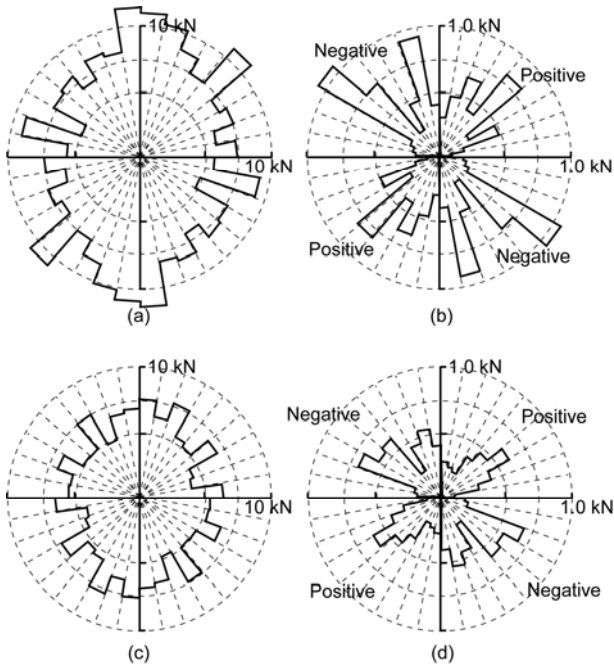 10 kN
10 kN
(a)
1.0 kN
Negative
Positive
1.0 kN
Positive
Negative
(b)
10 kN
10 kN
(c)
1.0 kN
Negative
Positive
1.0 kN
Positive
Negative
(d)